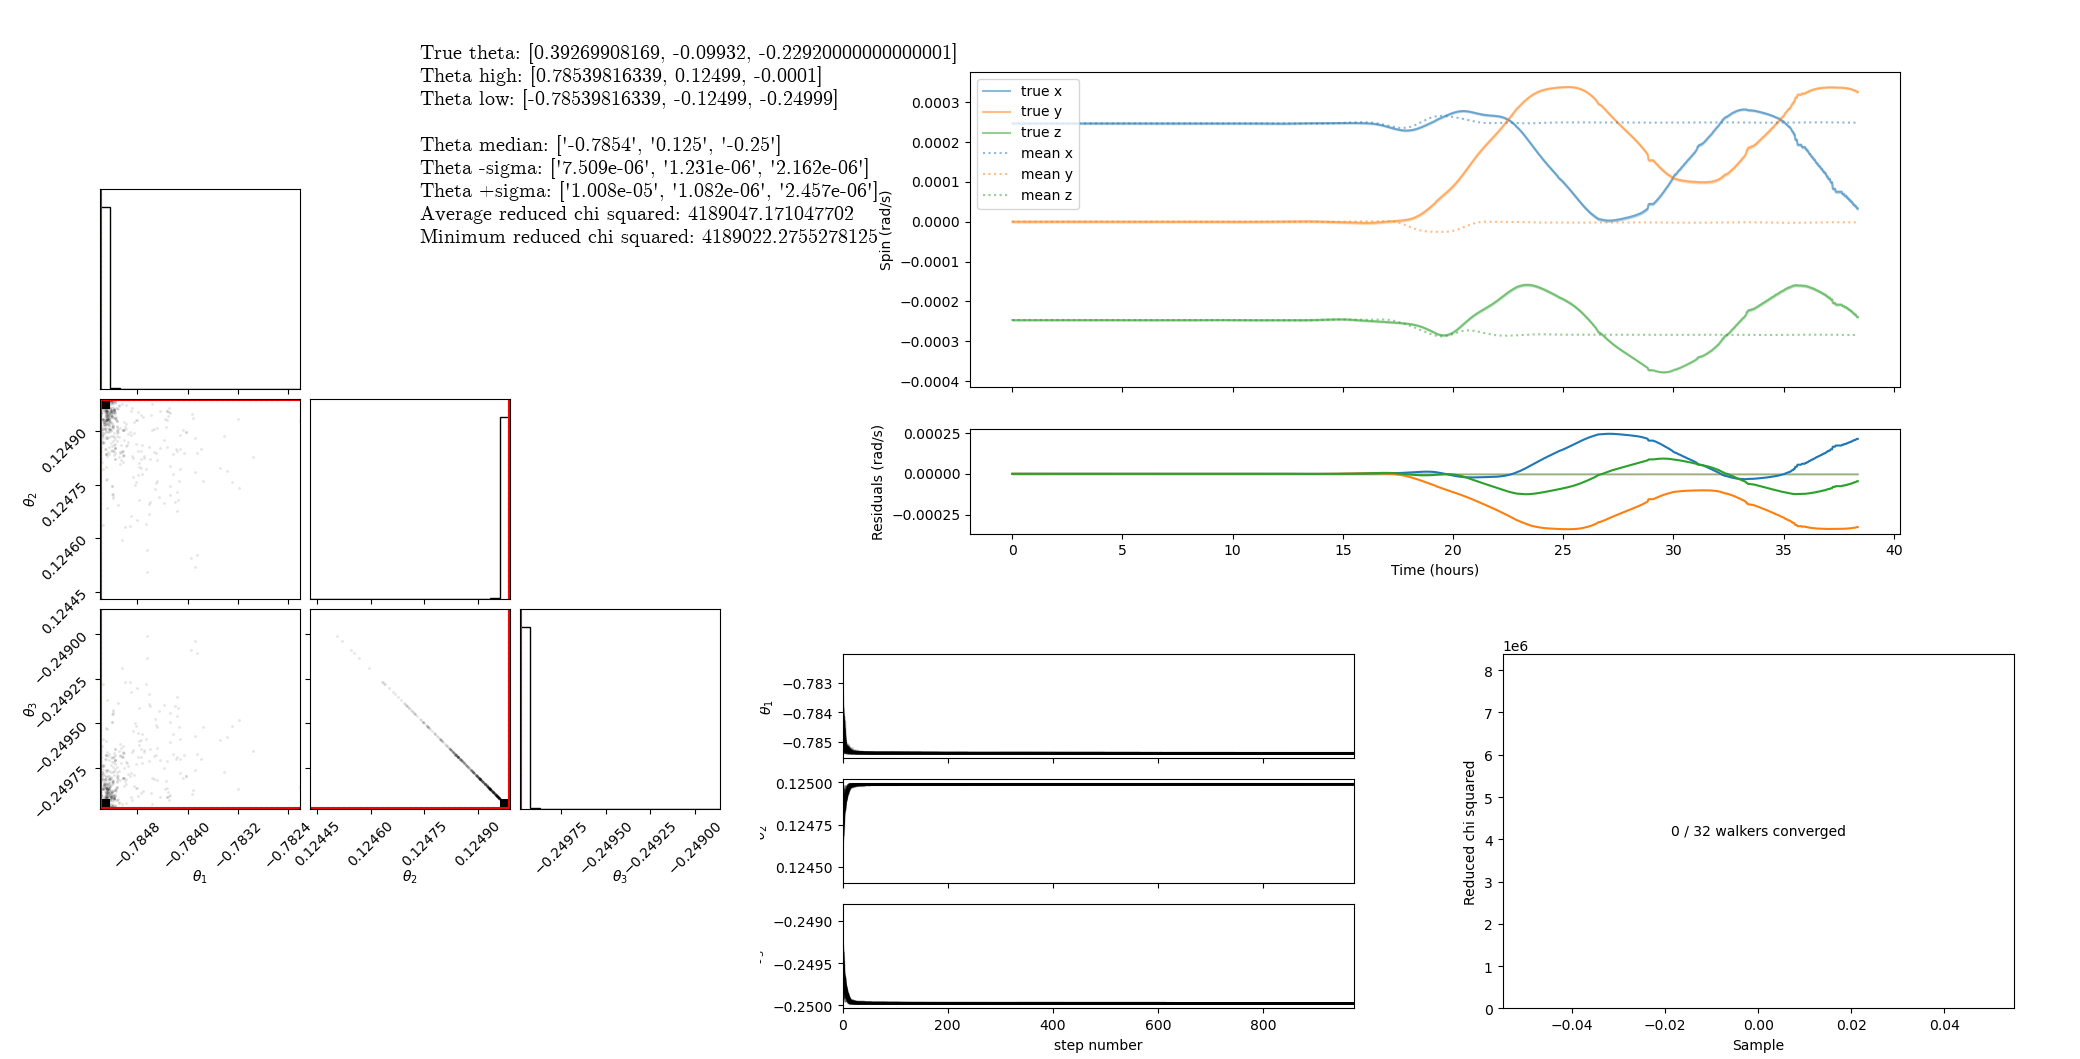 True theta: [0.39269908169, -0.09932, -0.22920000000000001]
Theta high: [0.78539816339, 0.12499, -0.0001]
Theta low: [-0.78539816339, -0.12499, -0.24999]
Theta median: ['-0.7854', '0.125', '-0.25']
Theta -sigma: ['7.509e-06', '1.231e-06', '2.162e-06']
Theta +sigma: ['1.008e-05', '1.082e-06', '2.457e-06']
Average reduced chi squared: 4189047.171047702
Minimum reduced chi squared: 4189022.2755278125
true x
true y
true z
mean x
mean y
mean z
0.0003
0.0002
0.0001
0.0000
−0.0001
−0.0002
−0.0003
−0.0004
Spin (rad/s)
0.00025
0.00000
−0.00025
Residuals (rad/s)
0 5 10 15 20 25 30 35 40
Time (hours)
θ2
0.12490
0.12475
0.12460
0.12445
θ3
−0.24900
−0.24925
−0.24950
−0.24975
−0.7848 −0.7840 −0.7832 −0.7824
θ1
0.12445 0.12460 0.12475 0.12490
θ2
−0.24975 −0.24950 −0.24925 −0.24900
θ3
θ1
−0.783
−0.784
−0.785
0.12500
0.12475
0.12450
−0.2490
−0.2495
−0.2500
0 200 400 600 800
step number
1e6
8
7
6
5
4
3
2
1
0
Reduced chi squared
0 / 32 walkers converged
−0.04 −0.02 0.00 0.02 0.04
Sample